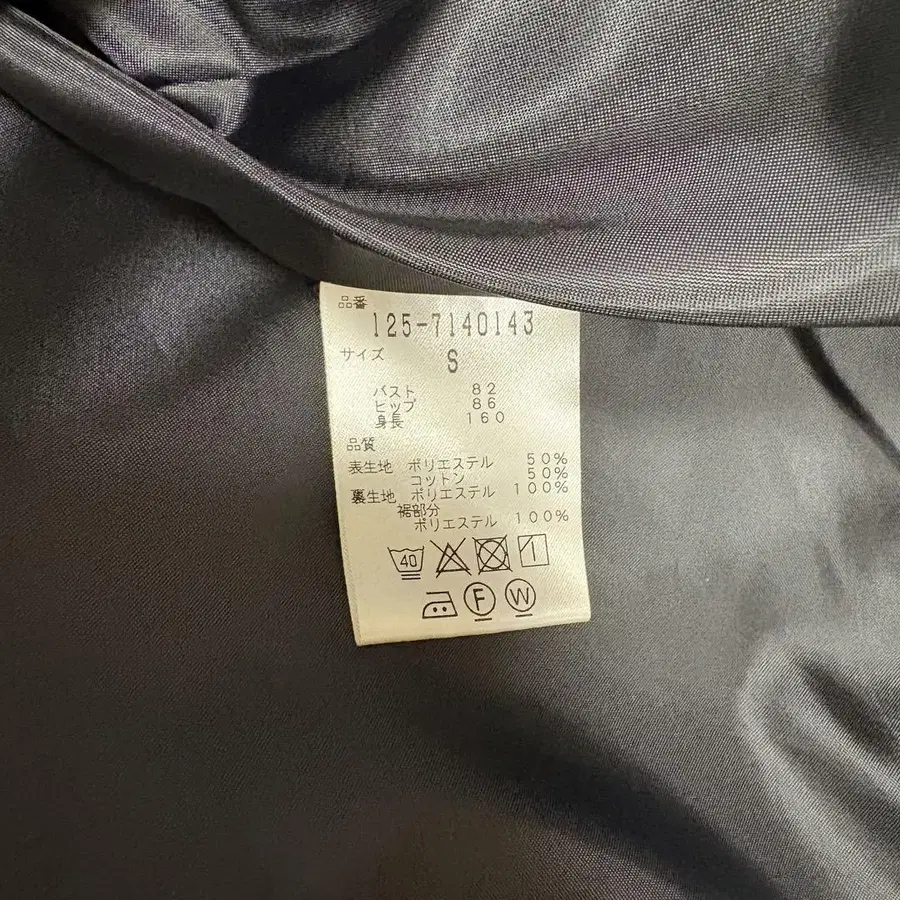 品番
125-7140143
サイズ S
バスト 82
ヒップ 86
身長 160
品質
表生地 ポリエステル 50%
コットン 50%
裏生地 ポリエステル 100%
裾部分
ポリエステル 100%
40
F W